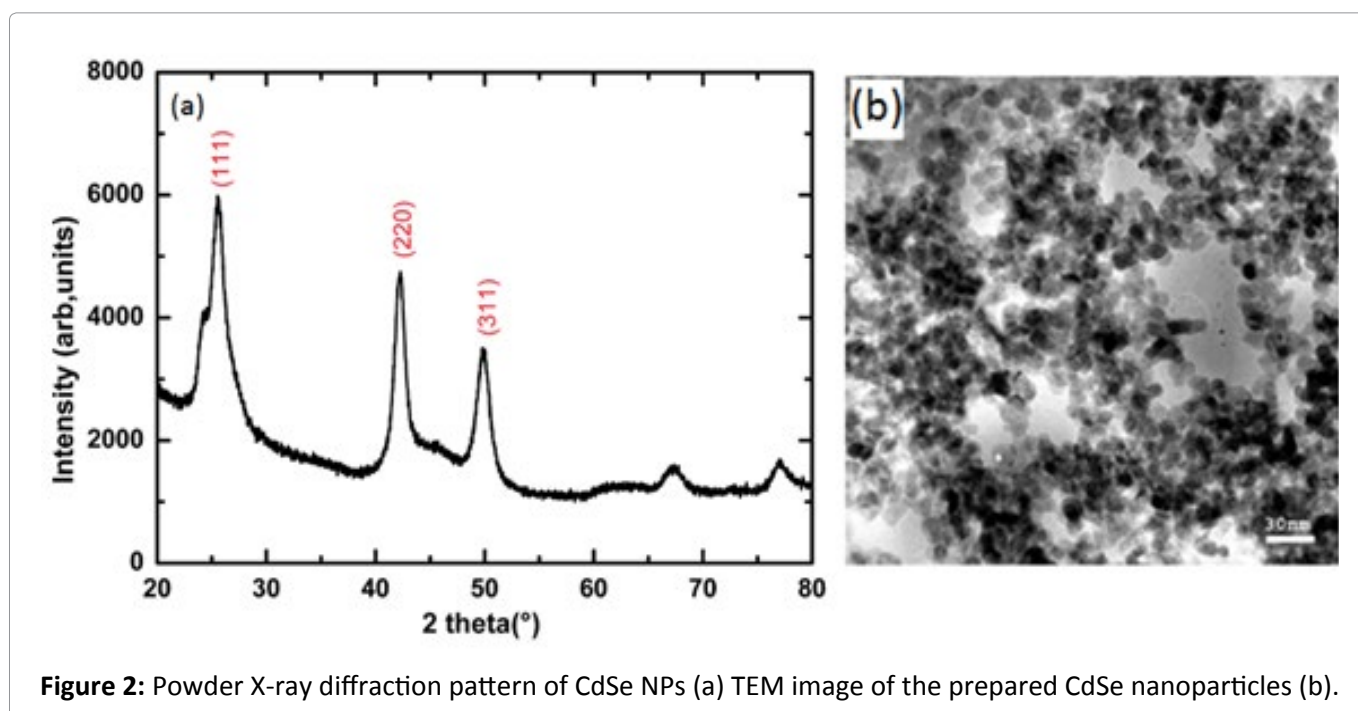 (a)
(111)
(220)
(311)
8000
6000
4000
2000
0
Intensity (arb,units)
20 30 40 50 60 70 80
2 theta(°)
(b)
30nm
Figure 2: Powder X-ray diffraction pattern of CdSe NPs (a) TEM image of the prepared CdSe nanoparticles (b).